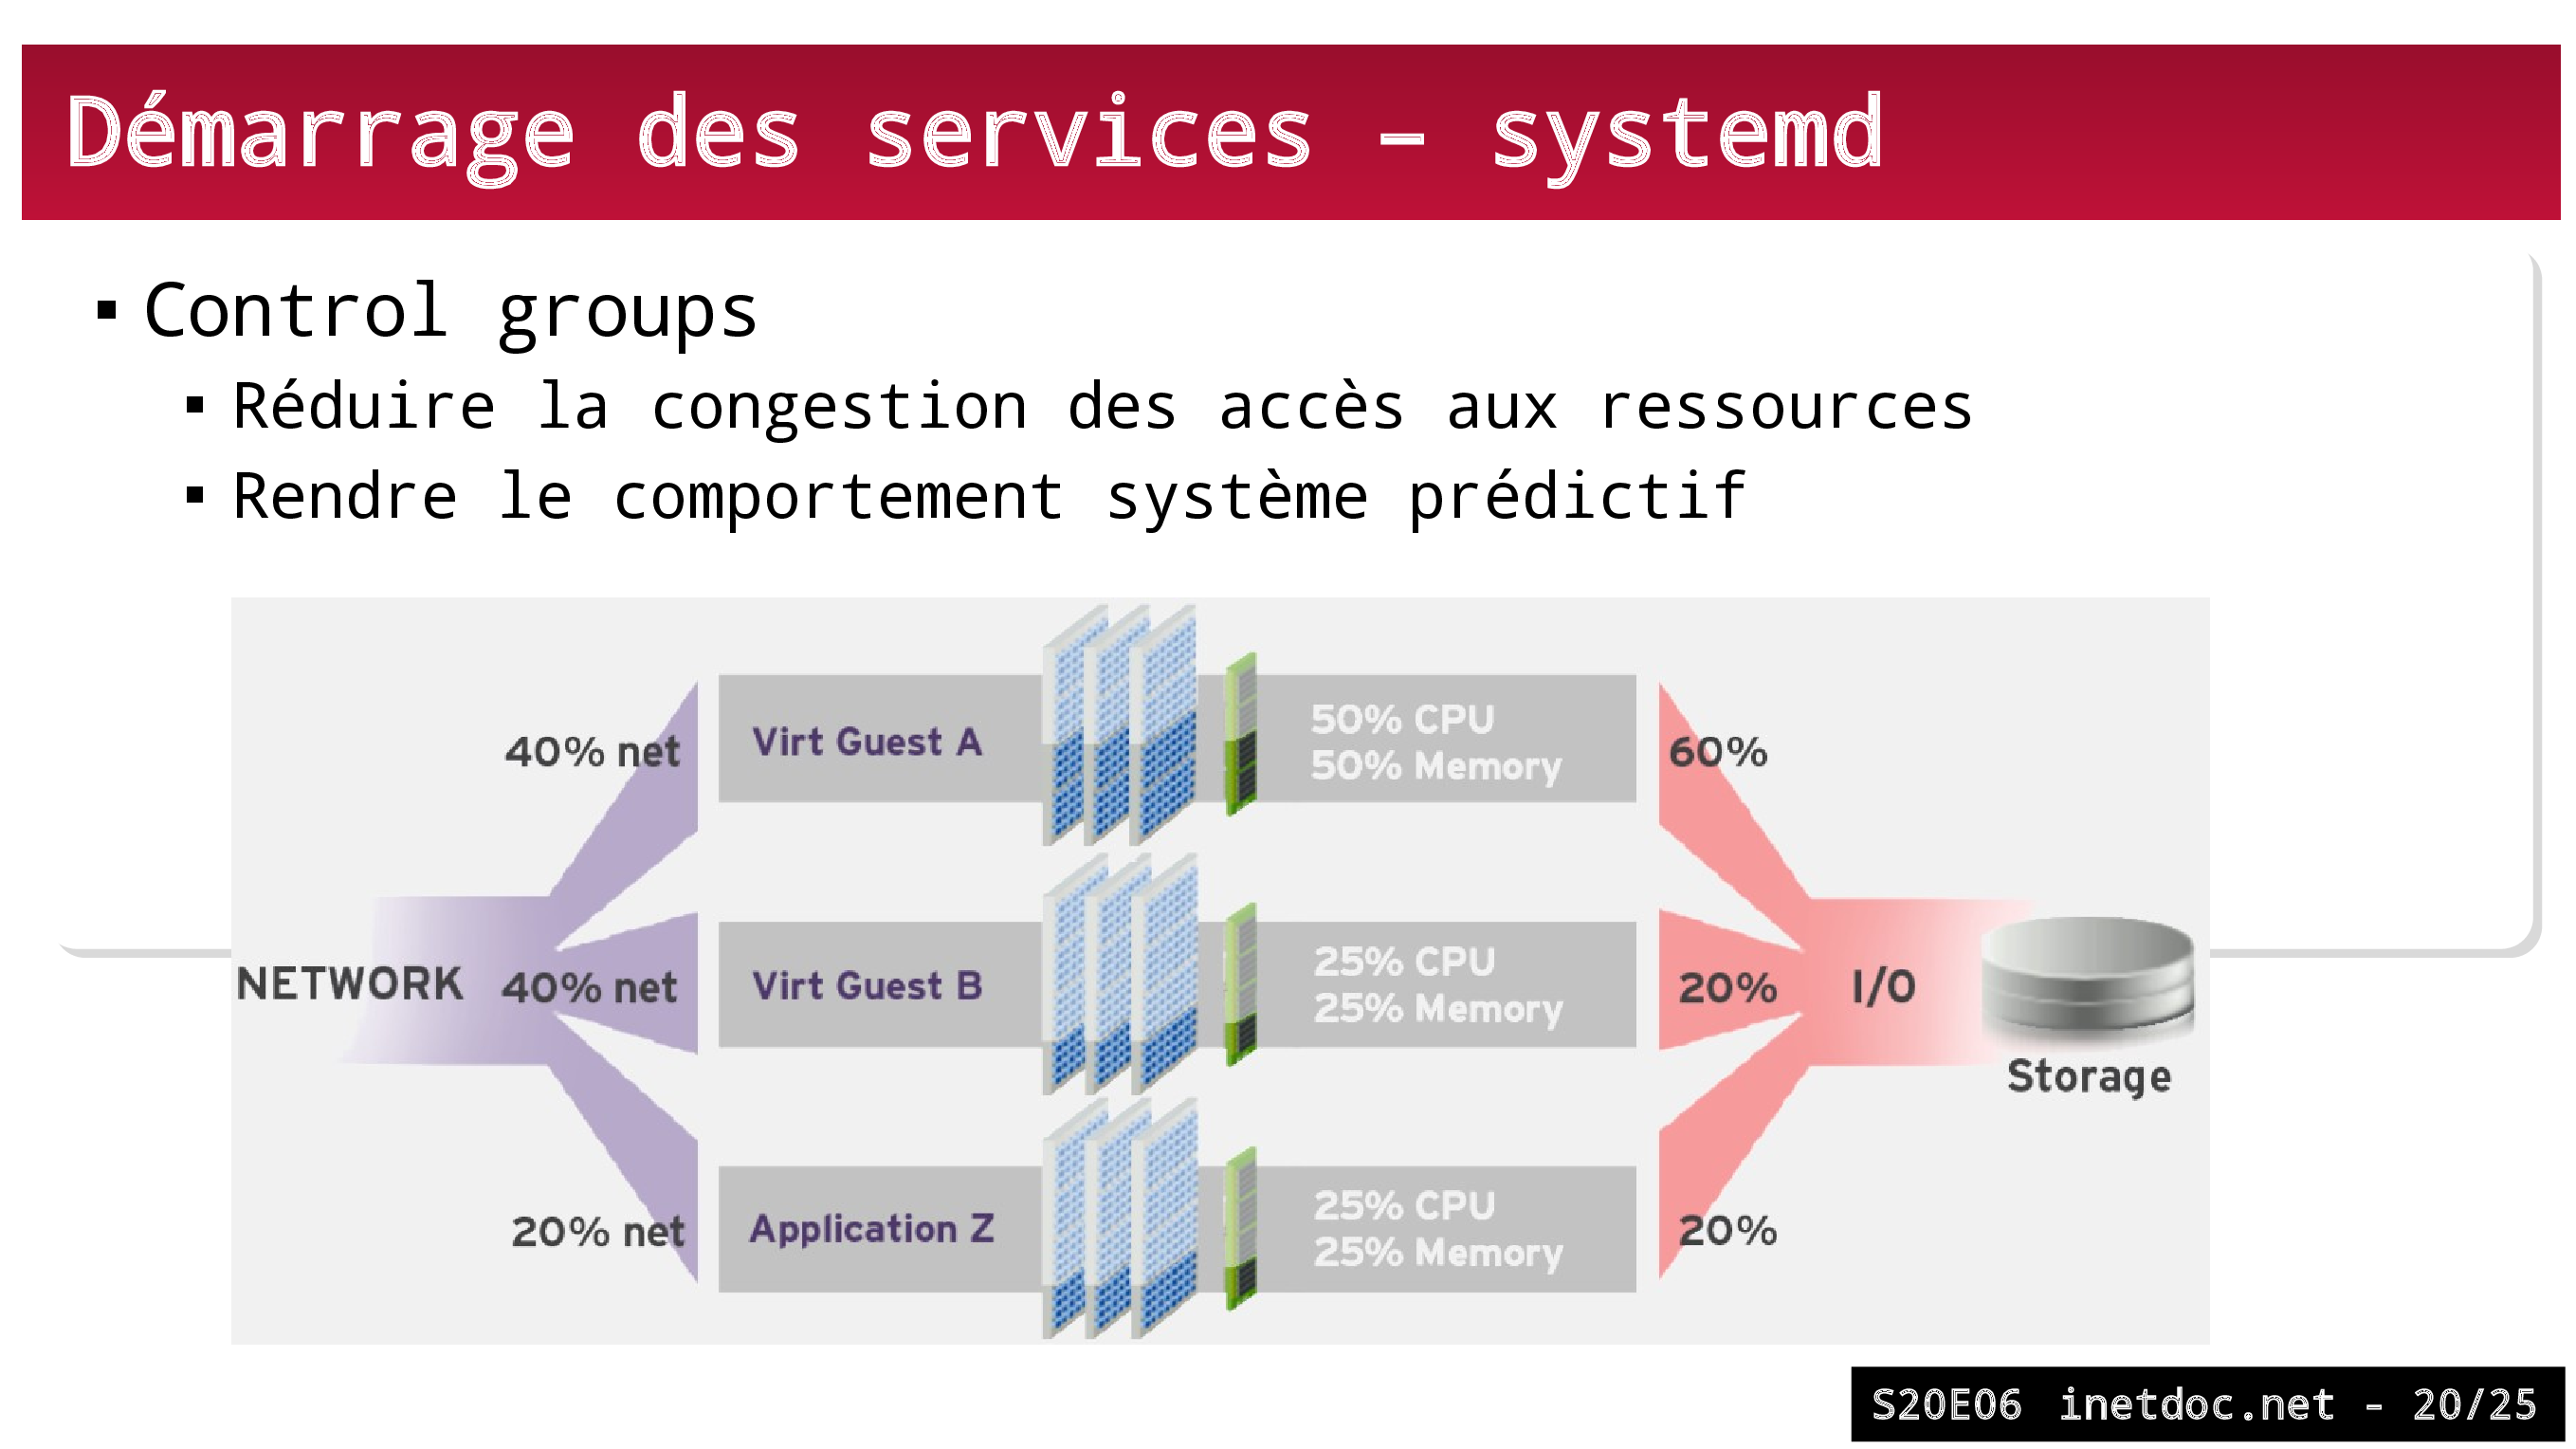 Démarrage des services – systemd
▪ Control groups
▪ Réduire la congestion des accès aux ressources
▪ Rendre le comportement système prédictif
40% net
Virt Guest A
50% CPU
50% Memory
60%
NETWORK
40% net
Virt Guest B
25% CPU
25% Memory
20%
I/O
Storage
20% net
Application Z
25% CPU
25% Memory
20%
S20E06 inetdoc.net - 20/25